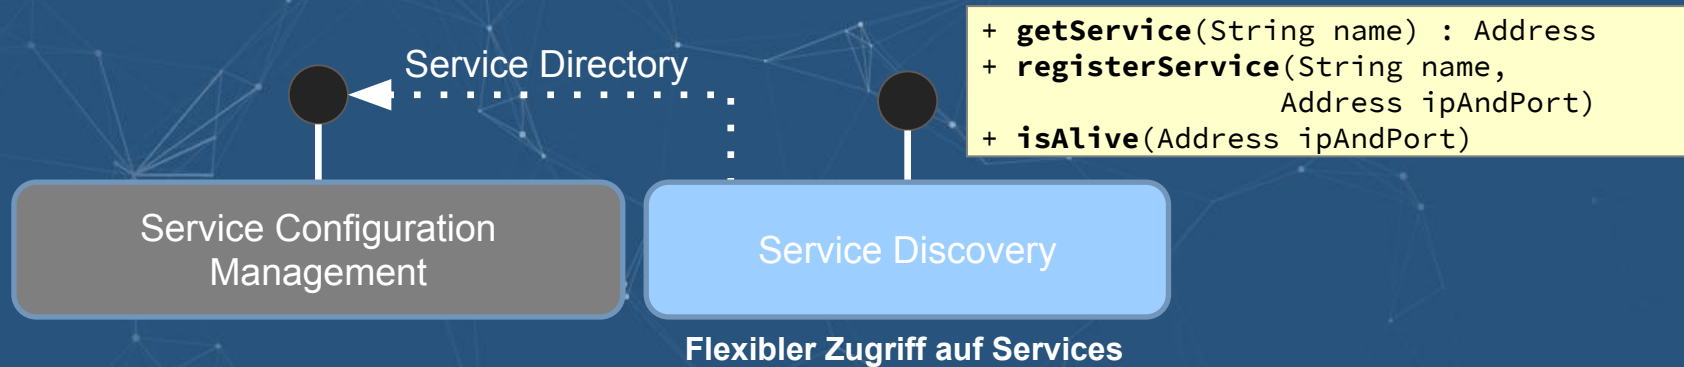 Service Directory
+ getService(String name) : Address
+ registerService(String name,
Address ipAndPort)
+ isAlive(Address ipAndPort)
Service Configuration
Management
Service Discovery
Flexibler Zugriff auf Services